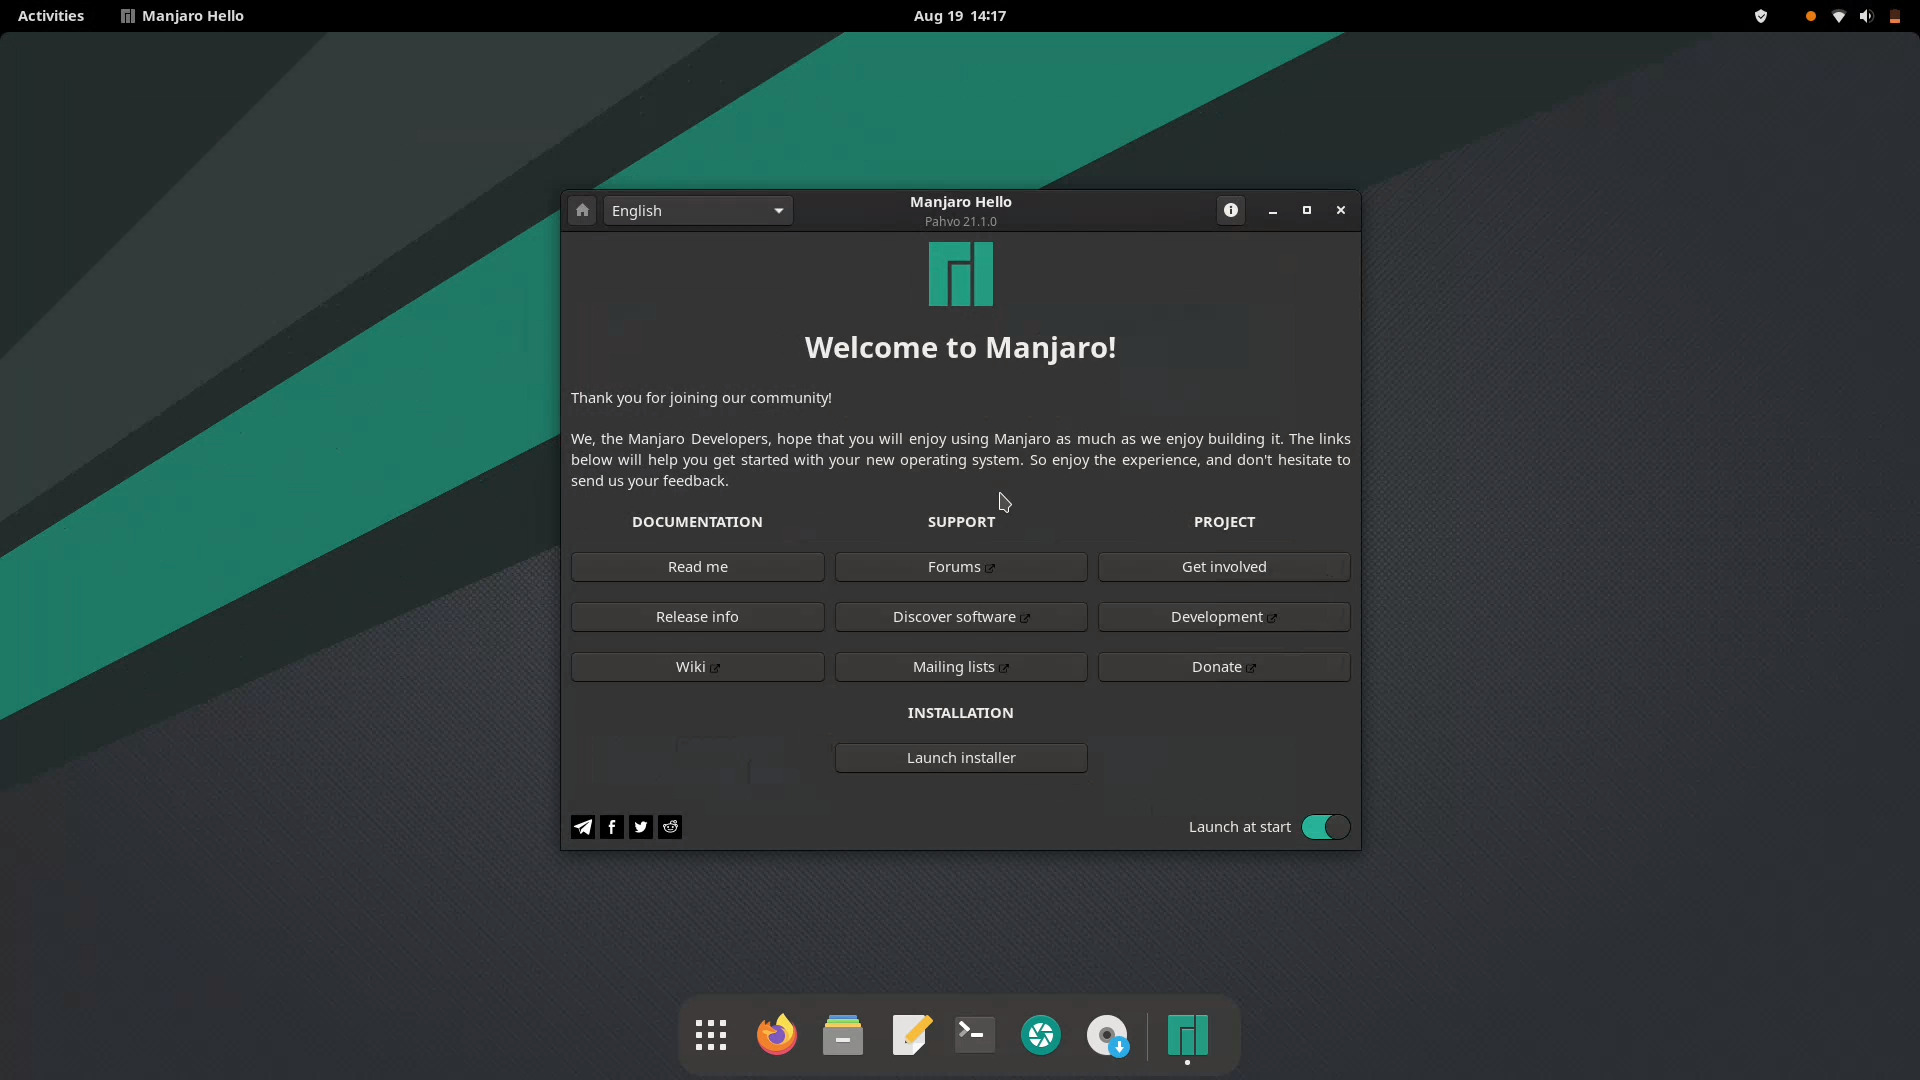 Activities
Manjaro Hello
Aug 19 14:17
English
Manjaro Hello
Pahvo 21.1.0
Welcome to Manjaro!
Thank you for joining our community!
We, the Manjaro Developers, hope that you will enjoy using Manjaro as much as we enjoy building it. The links
below will help you get started with your new operating system. So enjoy the experience, and don't hesitate to
send us your feedback.
DOCUMENTATION
SUPPORT
PROJECT
Read me
Forums
Get involved
Release info
Discover software
Development
Wiki
Mailing lists
Donate
INSTALLATION
Launch installer
Launch at start